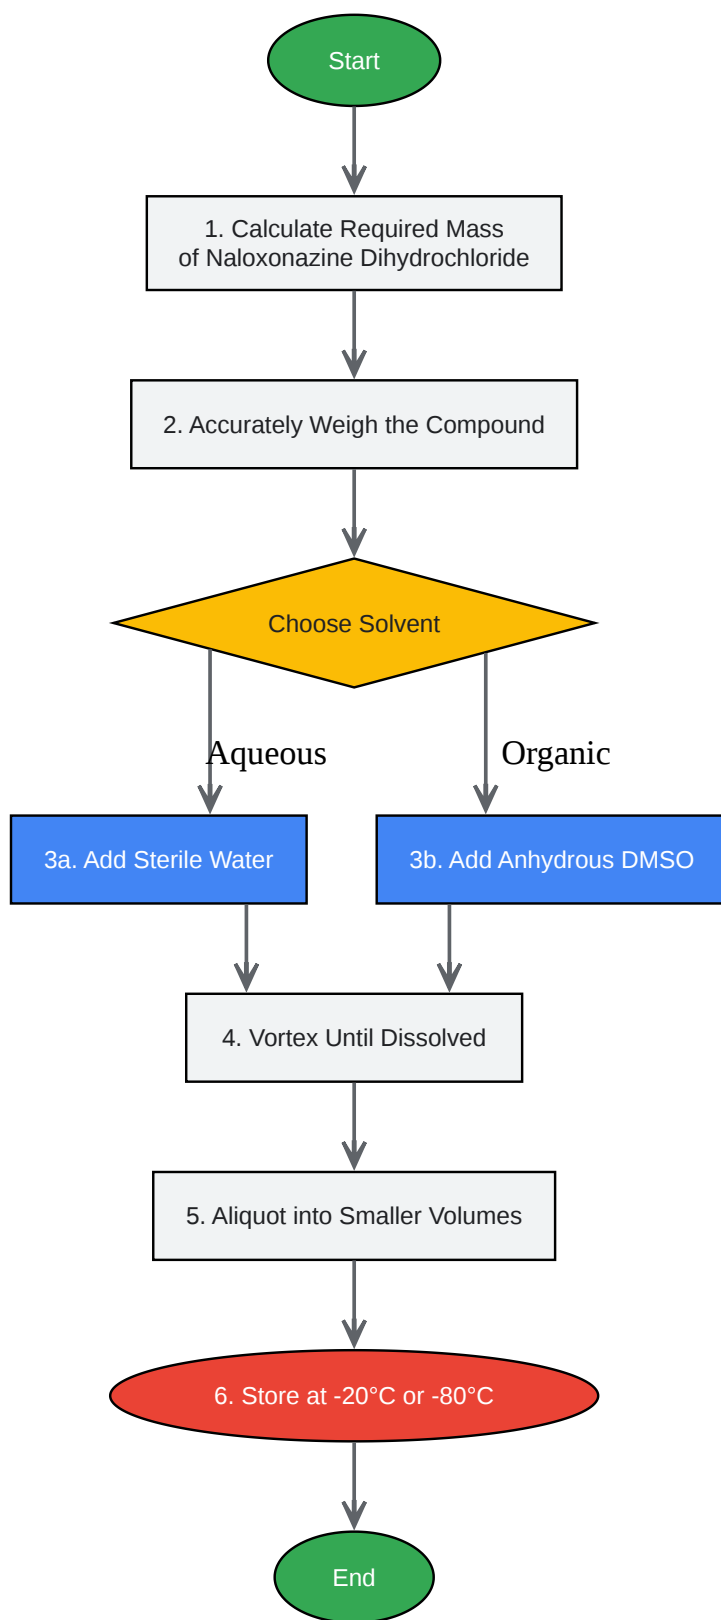 Start
1. Calculate Required Mass
of Naloxonazine Dihydrochloride
2. Accurately Weigh the Compound
Choose Solvent
Aqueous
Organic
3a. Add Sterile Water
3b. Add Anhydrous DMSO
4. Vortex Until Dissolved
5. Aliquot into Smaller Volumes
6. Store at -20°C or -80°C
End